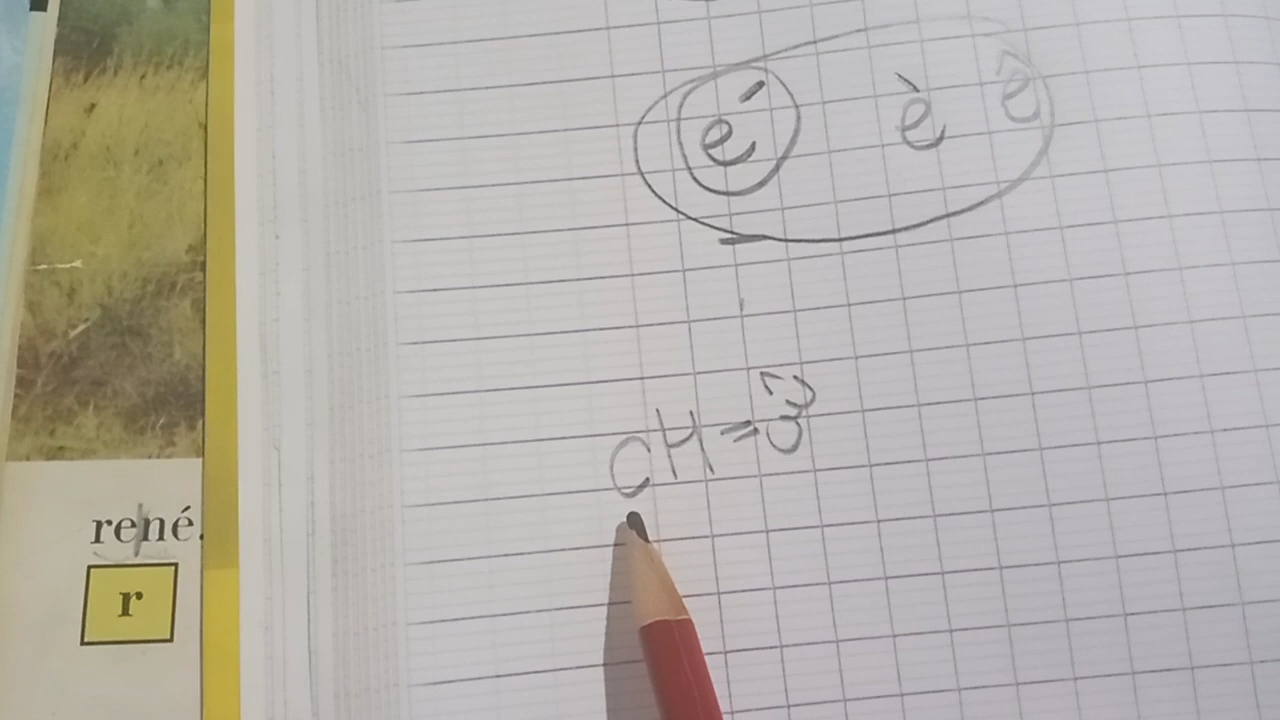 é è ê
CH=ش
rené.
r